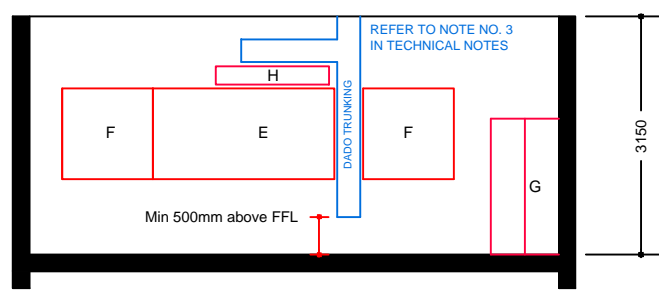 REFER TO NOTE NO. 3
IN TECHNICAL NOTES
H
F
E
DADO TRUNKING
F
G
3150
Min 500mm above FFL